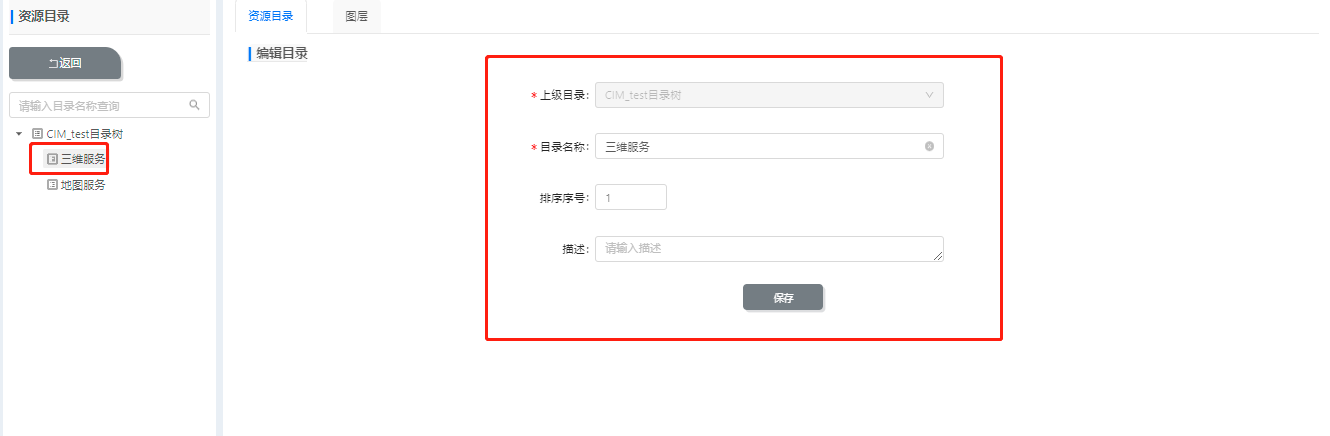 资源目录
返回
请输入目录名称查询
CIM_test目录树
三维服务
地图服务
资源目录
图层
编辑目录
* 上级目录: CIM_test目录树
* 目录名称: 三维服务
排序序号: 1
描述: 请输入描述
保存